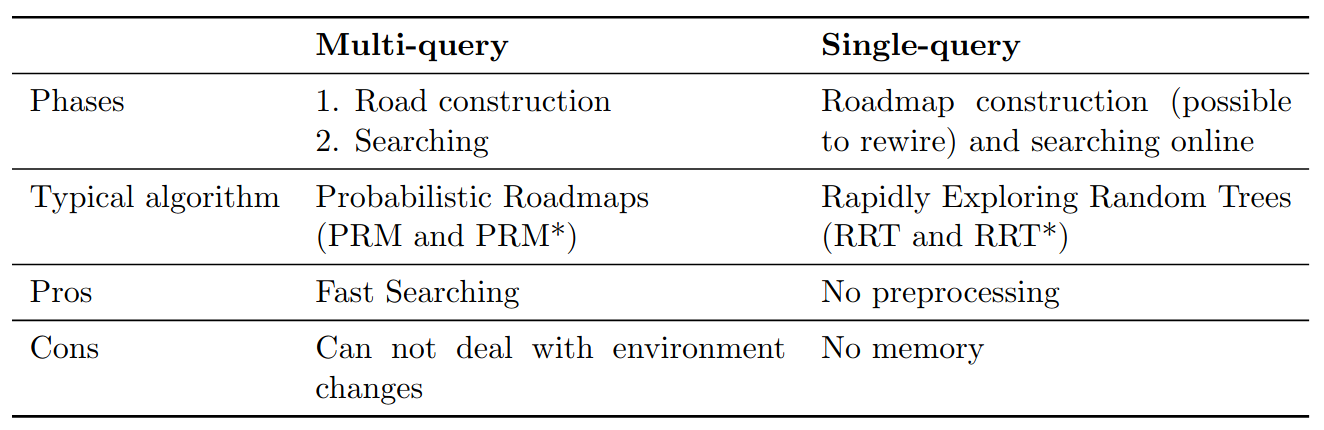 Multi-query Single-query
Phases 1. Road construction Roadmap construction (possible
2. Searching to rewire) and searching online
Typical algorithm Probabilistic Roadmaps Rapidly Exploring Random Trees
(PRM and PRM*) (RRT and RRT*)
Pros Fast Searching No preprocessing
Cons Can not deal with environment No memory
changes